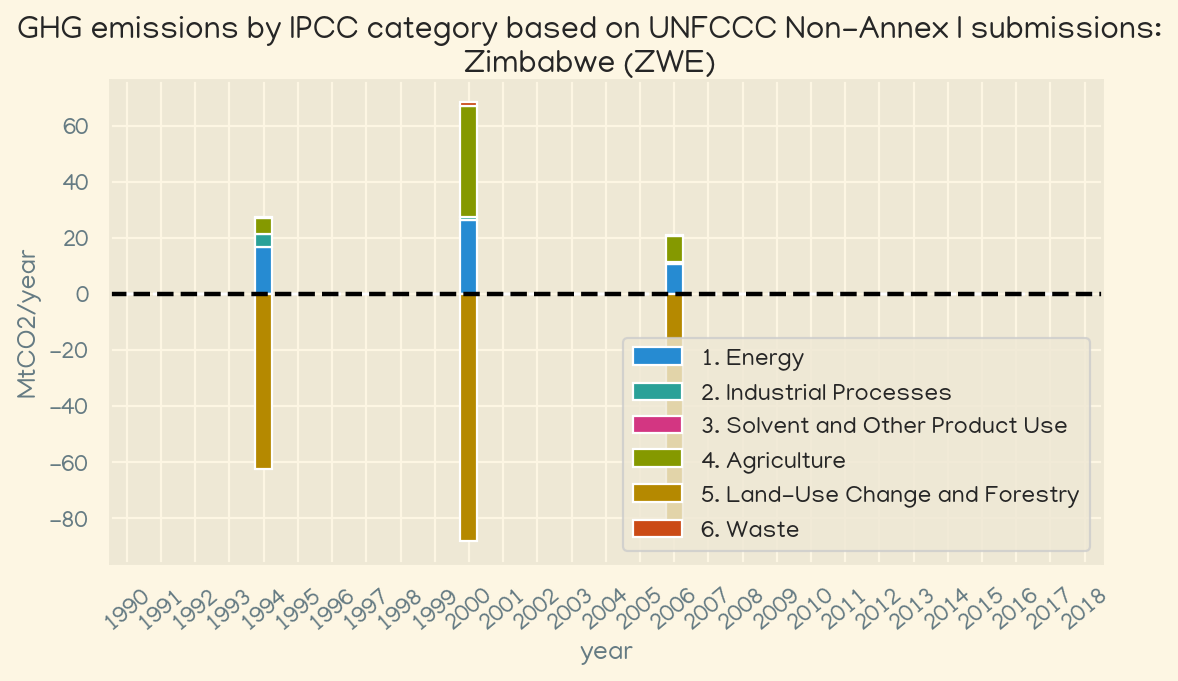 GHG emissions by IPCC category based on UNFCCC Non-Annex I submissions:
Zimbabwe (ZWE)
60
40
20
0
-20
-40
-60
-80
MtCO2/year
1. Energy
2. Industrial Processes
3. Solvent and Other Product Use
4. Agriculture
5. Land-Use Change and Forestry
6. Waste
1990 1991 1992 1993 1994 1995 1996 1997 1998 1999 2000 2001 2002 2003 2004 2005 2006 2007 2008 2009 2010 2011 2012 2013 2014 2015 2016 2017 2018
year